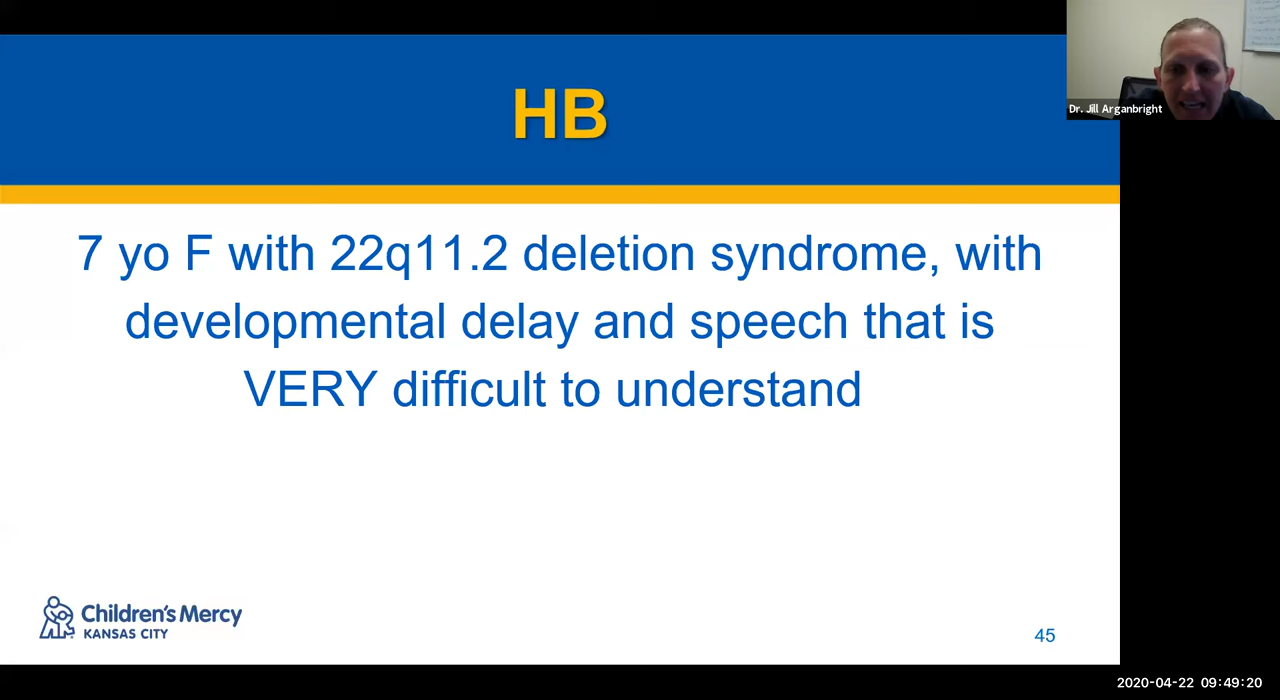 HB
Dr. Jill Arganbright
7 yo F with 22q11.2 deletion syndrome, with
developmental delay and speech that is
VERY difficult to understand
Children's Mercy
KANSAS CITY
45
2020-04-22 09:49:20